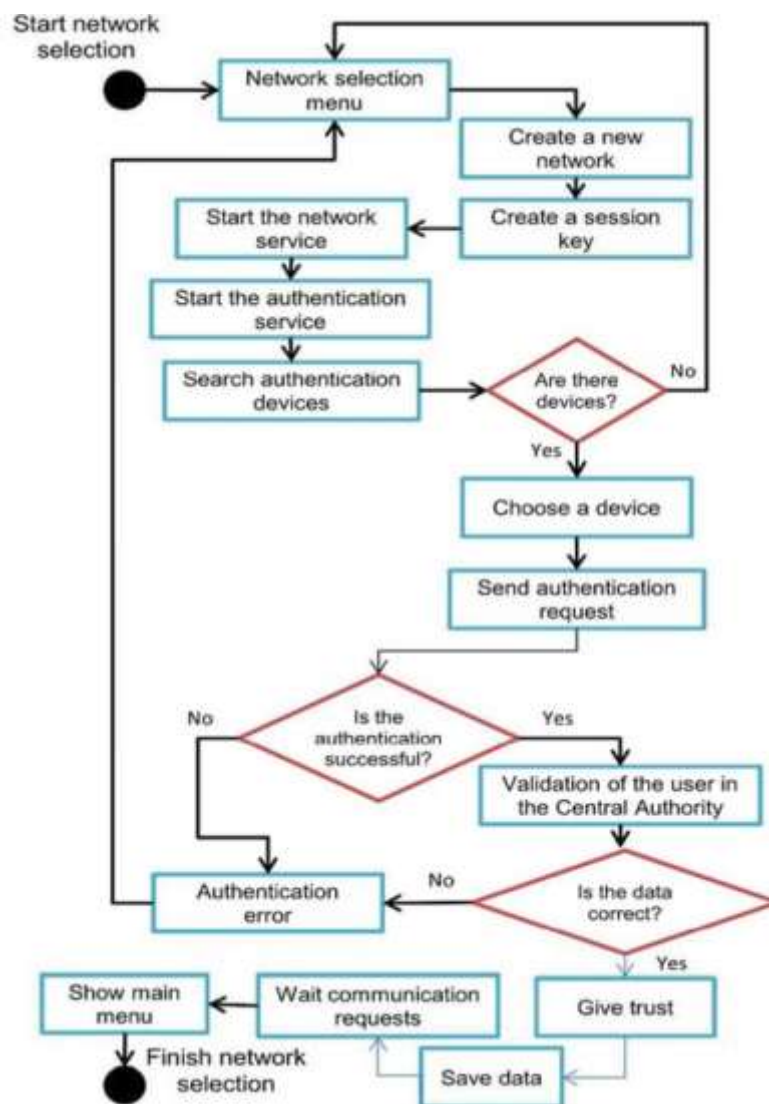 Start network
selection
Network selection
menu
Create a new
network
Start the network
service
Create a session
key
Start the authentication
service
Search authentication
devices
Are there
devices?
No
Yes
Choose a device
Send authentication
request
No
Is the
authentication
successful?
Yes
Validation of the user in
the Central Authority
Authentication
error
No
Is the data
correct?
Yes
Show main
menu
Wait communication
requests
Give trust
Finish network
selection
Save data